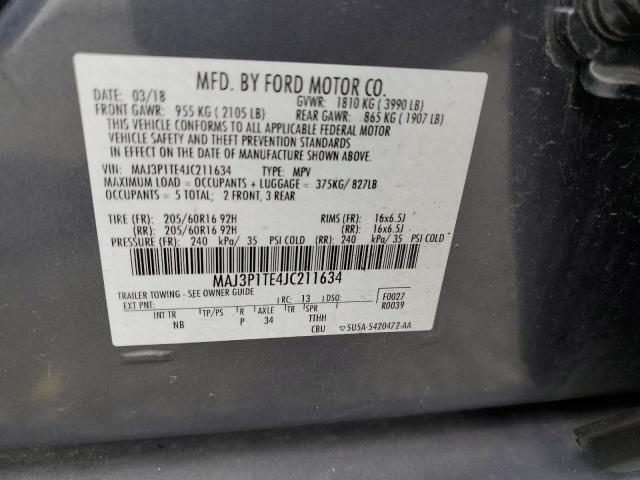 MFD. BY FORD MOTOR CO.
DATE: 03/18 GVWR: 1810 KG ( 3990 LB)
FRONT GAWR: 955 KG ( 2105 LB) REAR GAWR: 865 KG ( 1907 LB)
THIS VEHICLE CONFORMS TO ALL APPLICABLE FEDERAL MOTOR
VEHICLE SAFETY AND THEFT PREVENTION STANDARDS
IN EFFECT ON THE DATE OF MANUFACTURE SHOWN ABOVE.
VIN: MAJ3P1TE4JC211634 TYPE: MPV
MAXIMUM LOAD = OCCUPANTS + LUGGAGE = 375KG/ 827LB
OCCUPANTS = 5 TOTAL; 2 FRONT, 3 REAR
TIRE (FR): 205/60R16 92H RIMS (FR): 16x6.5J
(RR): 205/60R16 92H (RR): 16x6.5J
PRESSURE (FR): 240 kPa/ 35 PSI COLD (RR): 240 kPa/ 35 PSI COLD
MAJ3P1TE4JC211634
TRAILER TOWING - SEE OWNER GUIDE
EXT PNT: RC: 13 DSO: F0027
R0039
INT TR TP/PS R AXLE TR SPR
NB P 34 TTHH
CBU ▽5U5A-5420472-AA